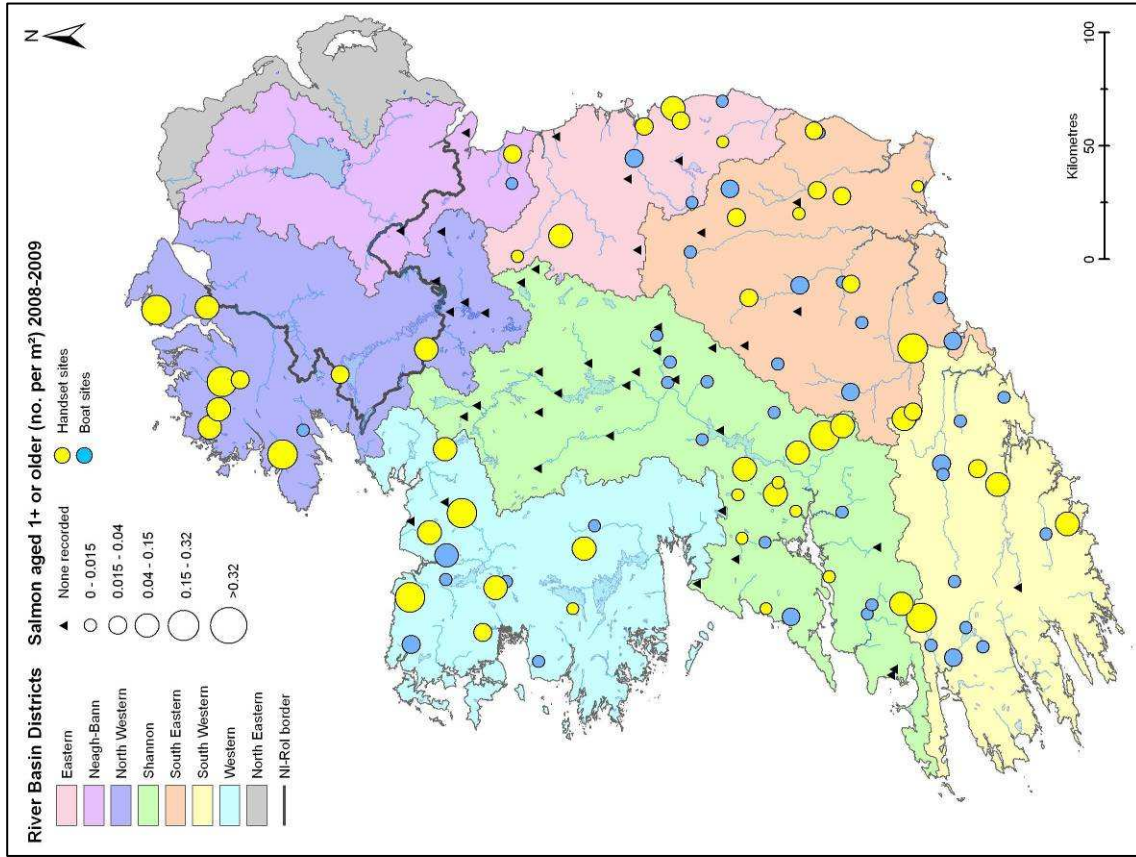 River Basin Districts
Eastern
Neagh-Bann
North Western
Shannon
South Eastern
South Western
Western
North Eastern
NI-RoI border
Salmon aged 1+ or older (no. per m²) 2008-2009
None recorded
0 - 0.015
0.015 - 0.04
0.04 - 0.15
0.15 - 0.32
>0.32
Handset sites
Boat sites
N
0 50 100
Kilometres